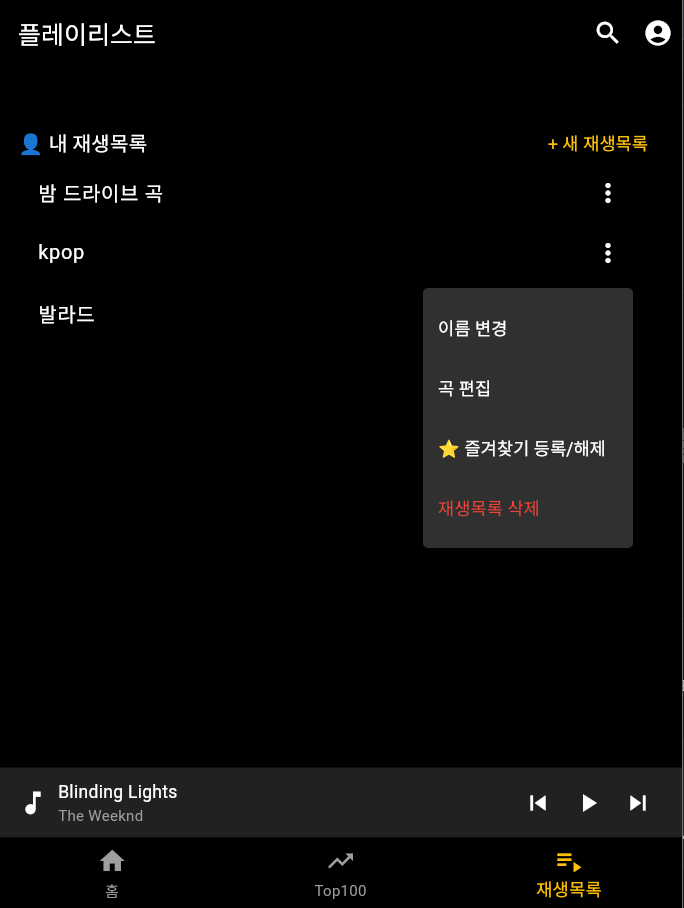 플레이리스트
내 재생목록
+ 새 재생목록
밤 드라이브 곡
kpop
발라드
이름 변경
곡 편집
⭐ 즐겨찾기 등록/해제
재생목록 삭제
Blinding Lights
The Weeknd
홈
Top100
재생목록